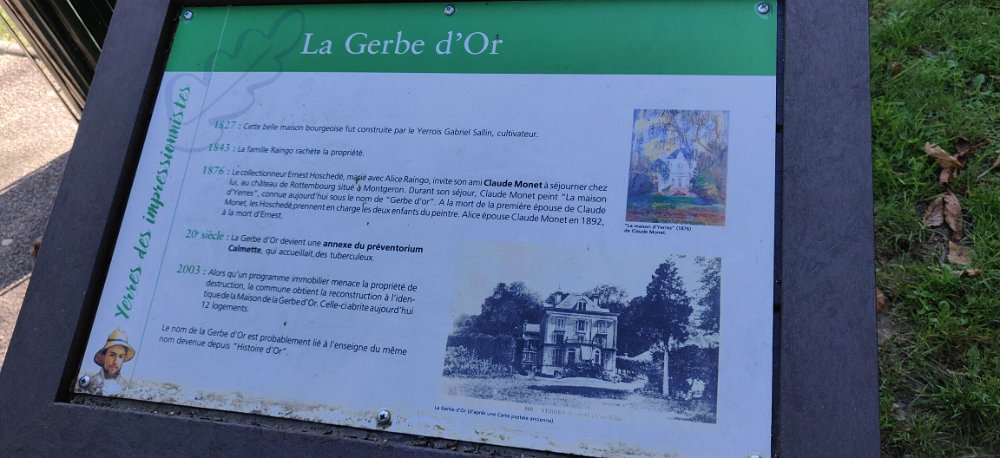 La Gerbe d'Or
Yerres des impressionnistes
1827 : Cette belle maison bourgeoise fut construite par le Yerrois Gabriel Sallin, cultivateur.
1843 : La famille Raingo rachète la propriété.
1876 : Le collectionneur Ernest Hoschedé, marié avec Alice Raingo, invite son ami Claude Monet à séjourner chez
lui, au château de Rottembourg situé à Montgeron. Durant son séjour, Claude Monet peint "La maison
d'Yerres", connue aujourd'hui sous le nom de "Gerbe d'or". A la mort de la première épouse de Claude
Monet, les Hoschedé prennent en charge les deux enfants du peintre. Alice épouse Claude Monet en 1892,
à la mort d'Ernest.
"La maison d'Yerres" (1876)
de Claude Monet.
20e siècle : La Gerbe d'Or devient une annexe du préventorium
Calmette, qui accueillait des tuberculeux.
2003 : Alors qu'un programme immobilier menace la propriété de
destruction, la commune obtient la reconstruction à l'iden-
tique de la Maison de la Gerbe d'Or. Celle-ci abrite aujourd'hui
12 logements.
Le nom de la Gerbe d'Or est probablement lié à l'enseigne du même
nom devenue depuis "Histoire d'Or".
La Gerbe d'Or (d'après une Carte postale ancienne).